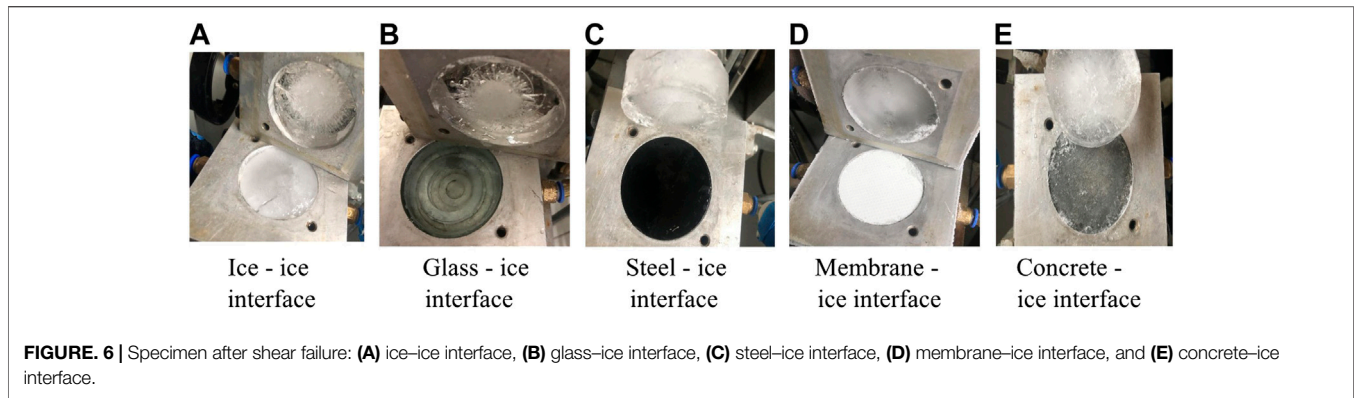 A
B
C
D
E
Ice - ice
interface
Glass - ice
interface
Steel - ice
interface
Membrane -
ice interface
Concrete -
ice interface
FIGURE. 6 | Specimen after shear failure: (A) ice–ice interface, (B) glass–ice interface, (C) steel–ice interface, (D) membrane–ice interface, and (E) concrete–ice
interface.